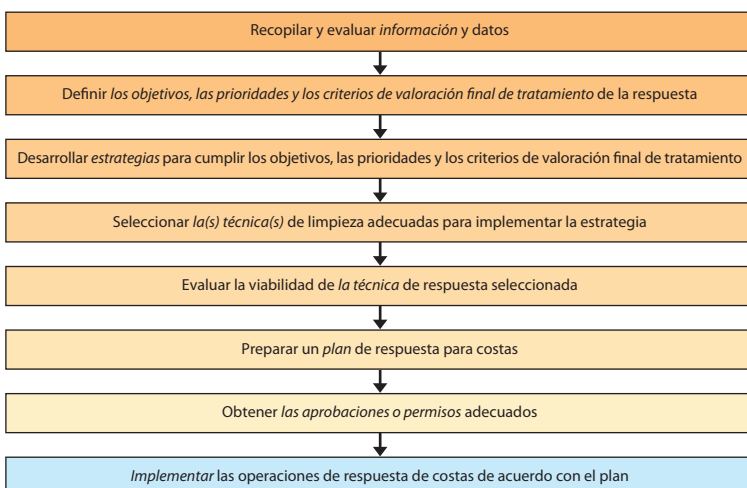 Recopilar y evaluar información y datos
Definir los objetivos, las prioridades y los criterios de valoración final de tratamiento de la respuesta
Desarrollar estrategias para cumplir los objetivos, las prioridades y los criterios de valoración final de tratamiento
Seleccionar la(s) técnica(s) de limpieza adecuadas para implementar la estrategia
Evaluar la viabilidad de la técnica de respuesta seleccionada
Preparar un plan de respuesta para costas
Obtener las aprobaciones o permisos adecuados
Implementar las operaciones de respuesta de costas de acuerdo con el plan